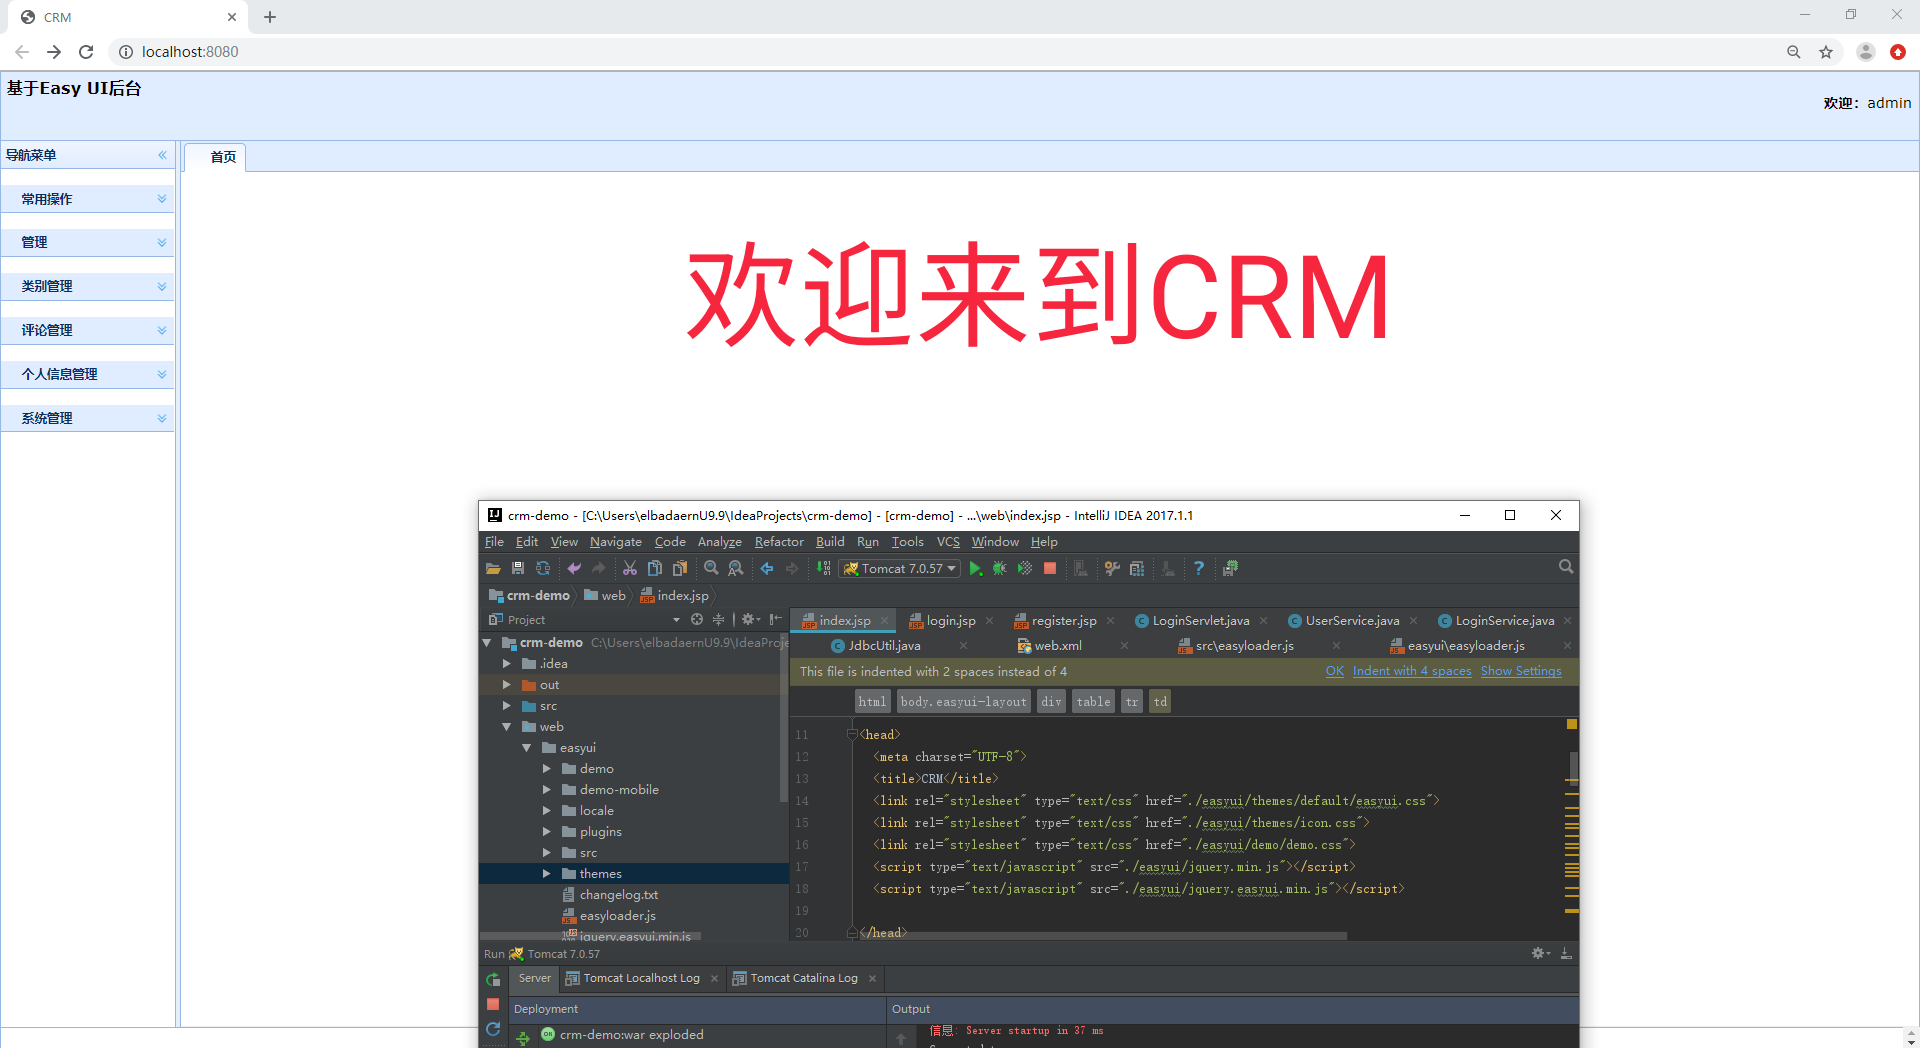 CRM
localhost:8080
基于Easy UI后台
欢迎：admin
导航菜单
首页
常用操作
管理
类别管理
评论管理
个人信息管理
系统管理
欢迎来到CRM
crm-demo - [C:\Users\elbadaernU9.9\IdeaProjects\crm-demo] - [crm-demo] - ...\web\index.jsp - IntelliJ IDEA 2017.1.1
File Edit View Navigate Code Analyze Refactor Build Run Tools VCS Window Help
Tomcat 7.0.57
crm-demo web index.jsp
Project
crm-demo C:\Users\elbadaernU9.9\IdeaProje
.idea
out
src
web
easyui
demo
demo-mobile
locale
plugins
src
themes
changelog.txt
easyloader.js
jquery.easyui.min.js
index.jsp login.jsp register.jsp LoginServlet.java UserService.java LoginService.java
JdbcUtil.java web.xml src\easyloader.js easyui\easyloader.js
This file is indented with 2 spaces instead of 4 OK Indent with 4 spaces Show Settings
html body.easyui-layout div table tr td
11 <head>
12 <meta charset="UTF-8">
13 <title>CRM</title>
14 <link rel="stylesheet" type="text/css" href="./easyui/themes/default/easyui.css">
15 <link rel="stylesheet" type="text/css" href="./easyui/themes/icon.css">
16 <link rel="stylesheet" type="text/css" href="./easyui/demo/demo.css">
17 <script type="text/javascript" src="./easyui/jquery.min.js"></script>
18 <script type="text/javascript" src="./easyui/jquery.easyui.min.js"></script>
19
20 </head>
Run Tomcat 7.0.57
Server Tomcat Localhost Log Tomcat Catalina Log
Deployment Output
crm-demo:war exploded
信息: Server startup in 37 ms